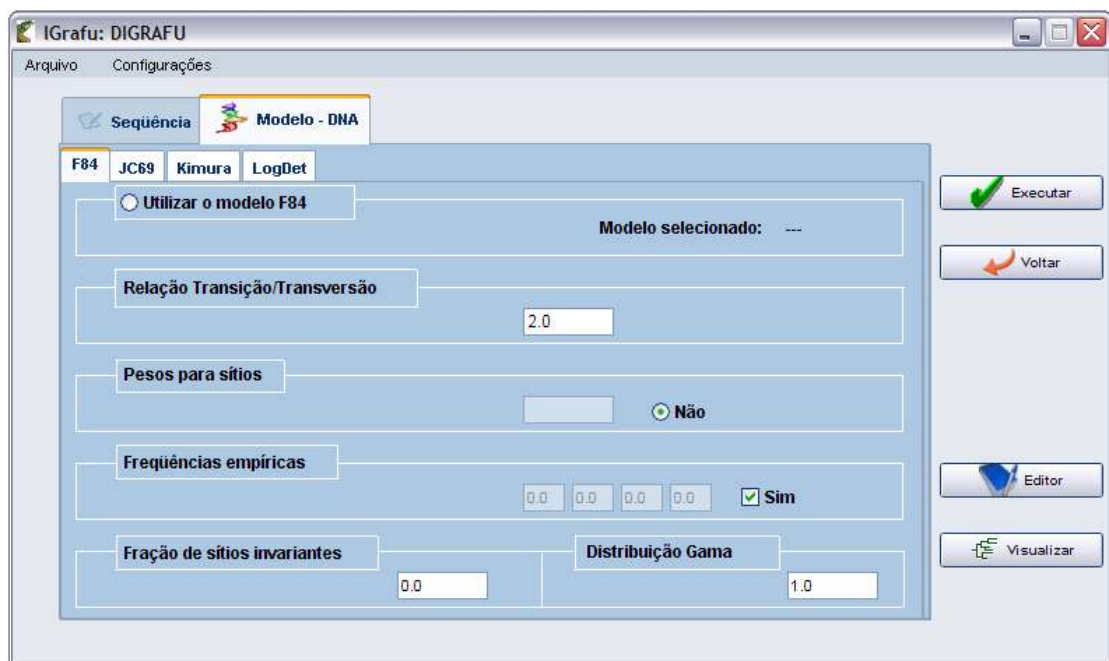 IGrafu: DIGRAFU
Arquivo Configurações
Seqüência Modelo - DNA
F84 JC69 Kimura LogDet
Utilizar o modelo F84
Modelo selecionado: ---
Relação Transição/Transversão
2.0
Pesos para sítios
Não
Freqüências empíricas
0.0 0.0 0.0 0.0 Sim
Fração de sítios invariantes
0.0
Distribuição Gama
1.0
Executar
Voltar
Editor
Visualizar